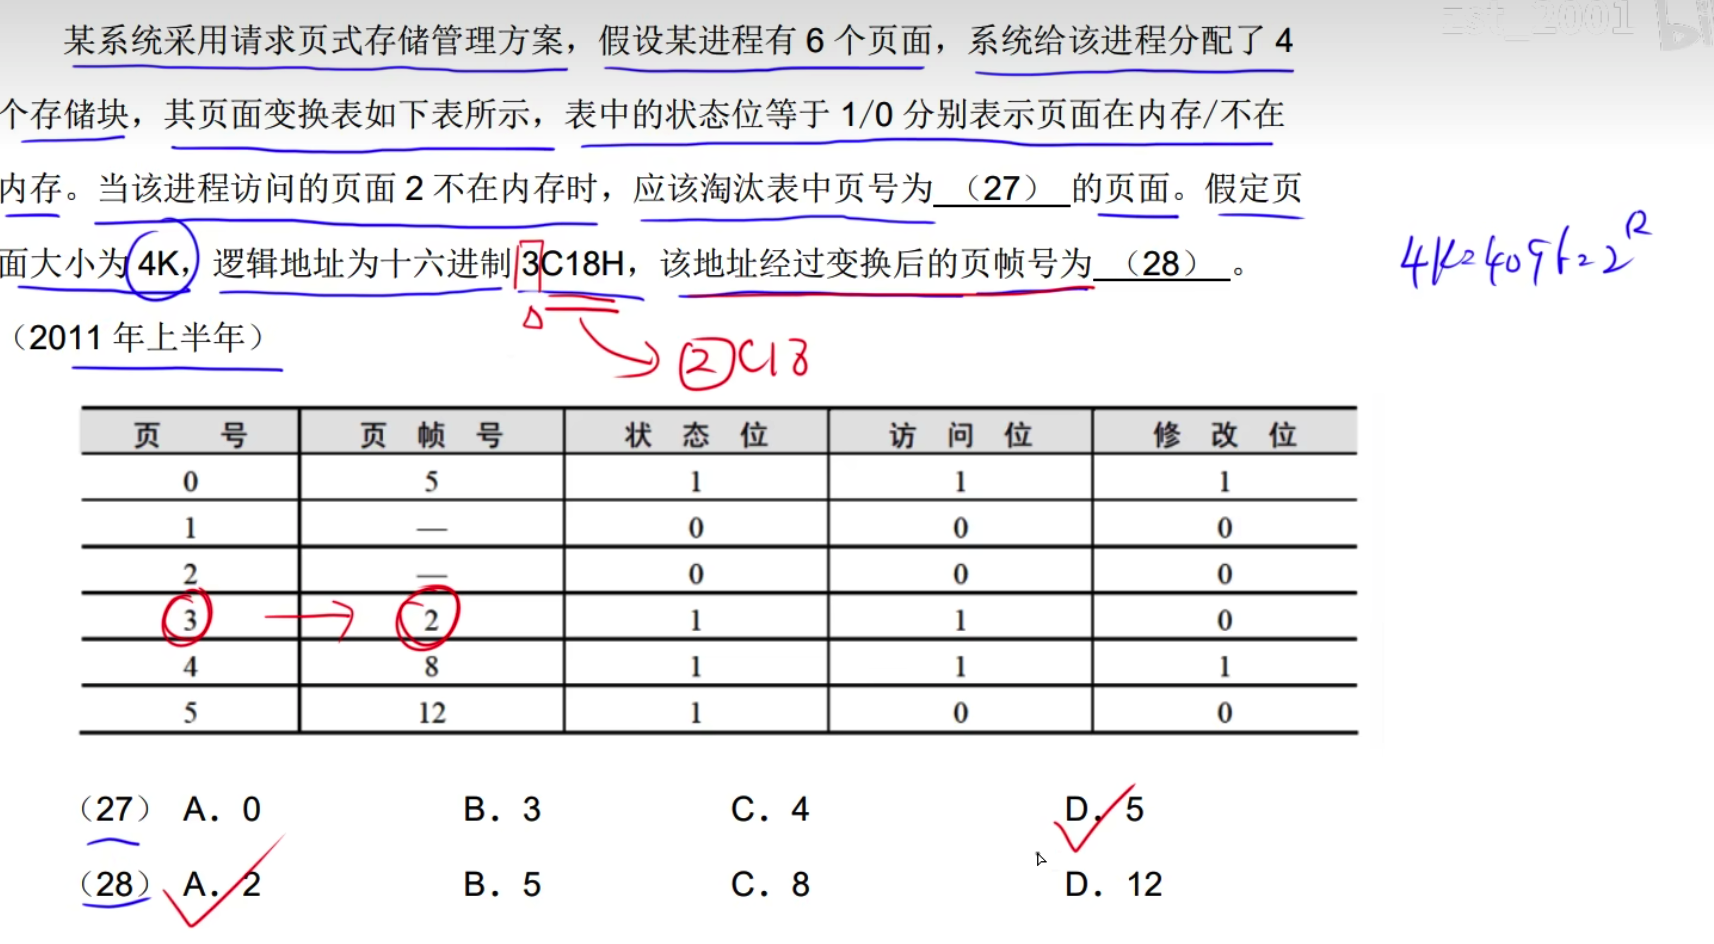 zst_2001
某系统采用请求页式存储管理方案，假设某进程有 6 个页面，系统给该进程分配了 4
个存储块，其页面变换表如下表所示，表中的状态位等于 1/0 分别表示页面在内存/不在
内存。当该进程访问的页面 2 不在内存时，应该淘汰表中页号为 （27） 的页面。假定页
面大小为 4K，逻辑地址为十六进制 3C18H，该地址经过变换后的页帧号为 （28） 。
4K=4096=2^12
（2011 年上半年）
②C18
页 号 页 帧 号 状 态 位 访 问 位 修 改 位
0 5 1 1 1
1 — 0 0 0
2 — 0 0 0
3 → 2 1 1 0
4 8 1 1 1
5 12 1 0 0
（27） A．0 B．3 C．4 D．5
（28） A．2 B．5 C．8 D．12